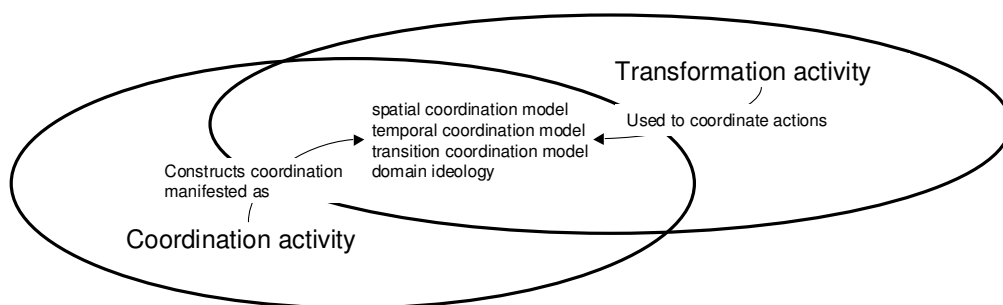 Transformation activity
Used to coordinate actions
spatial coordination model
temporal coordination model
transition coordination model
domain ideology
Constructs coordination
manifested as
Coordination activity